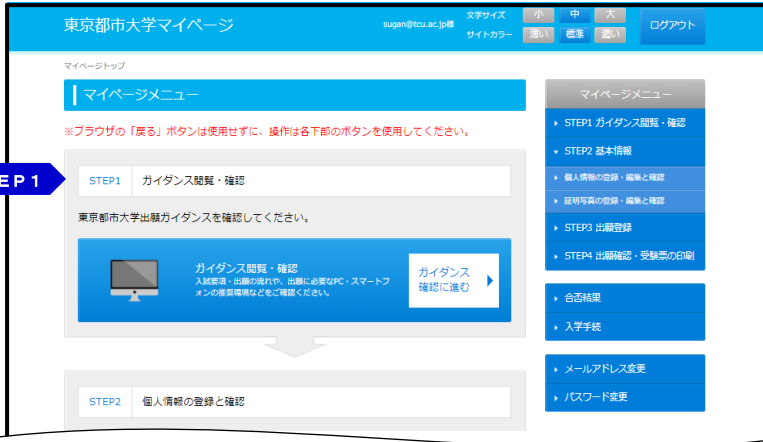 東京都市大学マイページ
sugan@tcu.ac.jp様
文字サイズ 小 中 大
サイトカラー 薄い 標準 濃い
ログアウト
マイページトップ
マイページメニュー
※ブラウザの「戻る」ボタンは使用せずに、操作は各下部のボタンを使用してください。
EP1
STEP1 ガイダンス閲覧・確認
東京都市大学出願ガイダンスを確認してください。
ガイダンス閲覧・確認
入試要項・出願の流れや、出願に必要なPC・スマートフ
ォンの推奨環境などをご確認ください。
ガイダンス
確認に進む
STEP2 個人情報の登録と確認
マイページメニュー
STEP1 ガイダンス閲覧・確認
STEP2 基本情報
個人情報の登録・編集と確認
証明写真の登録・編集と確認
STEP3 出願登録
STEP4 出願確認・受験票の印刷
合否結果
入学手続
メールアドレス変更
パスワード変更